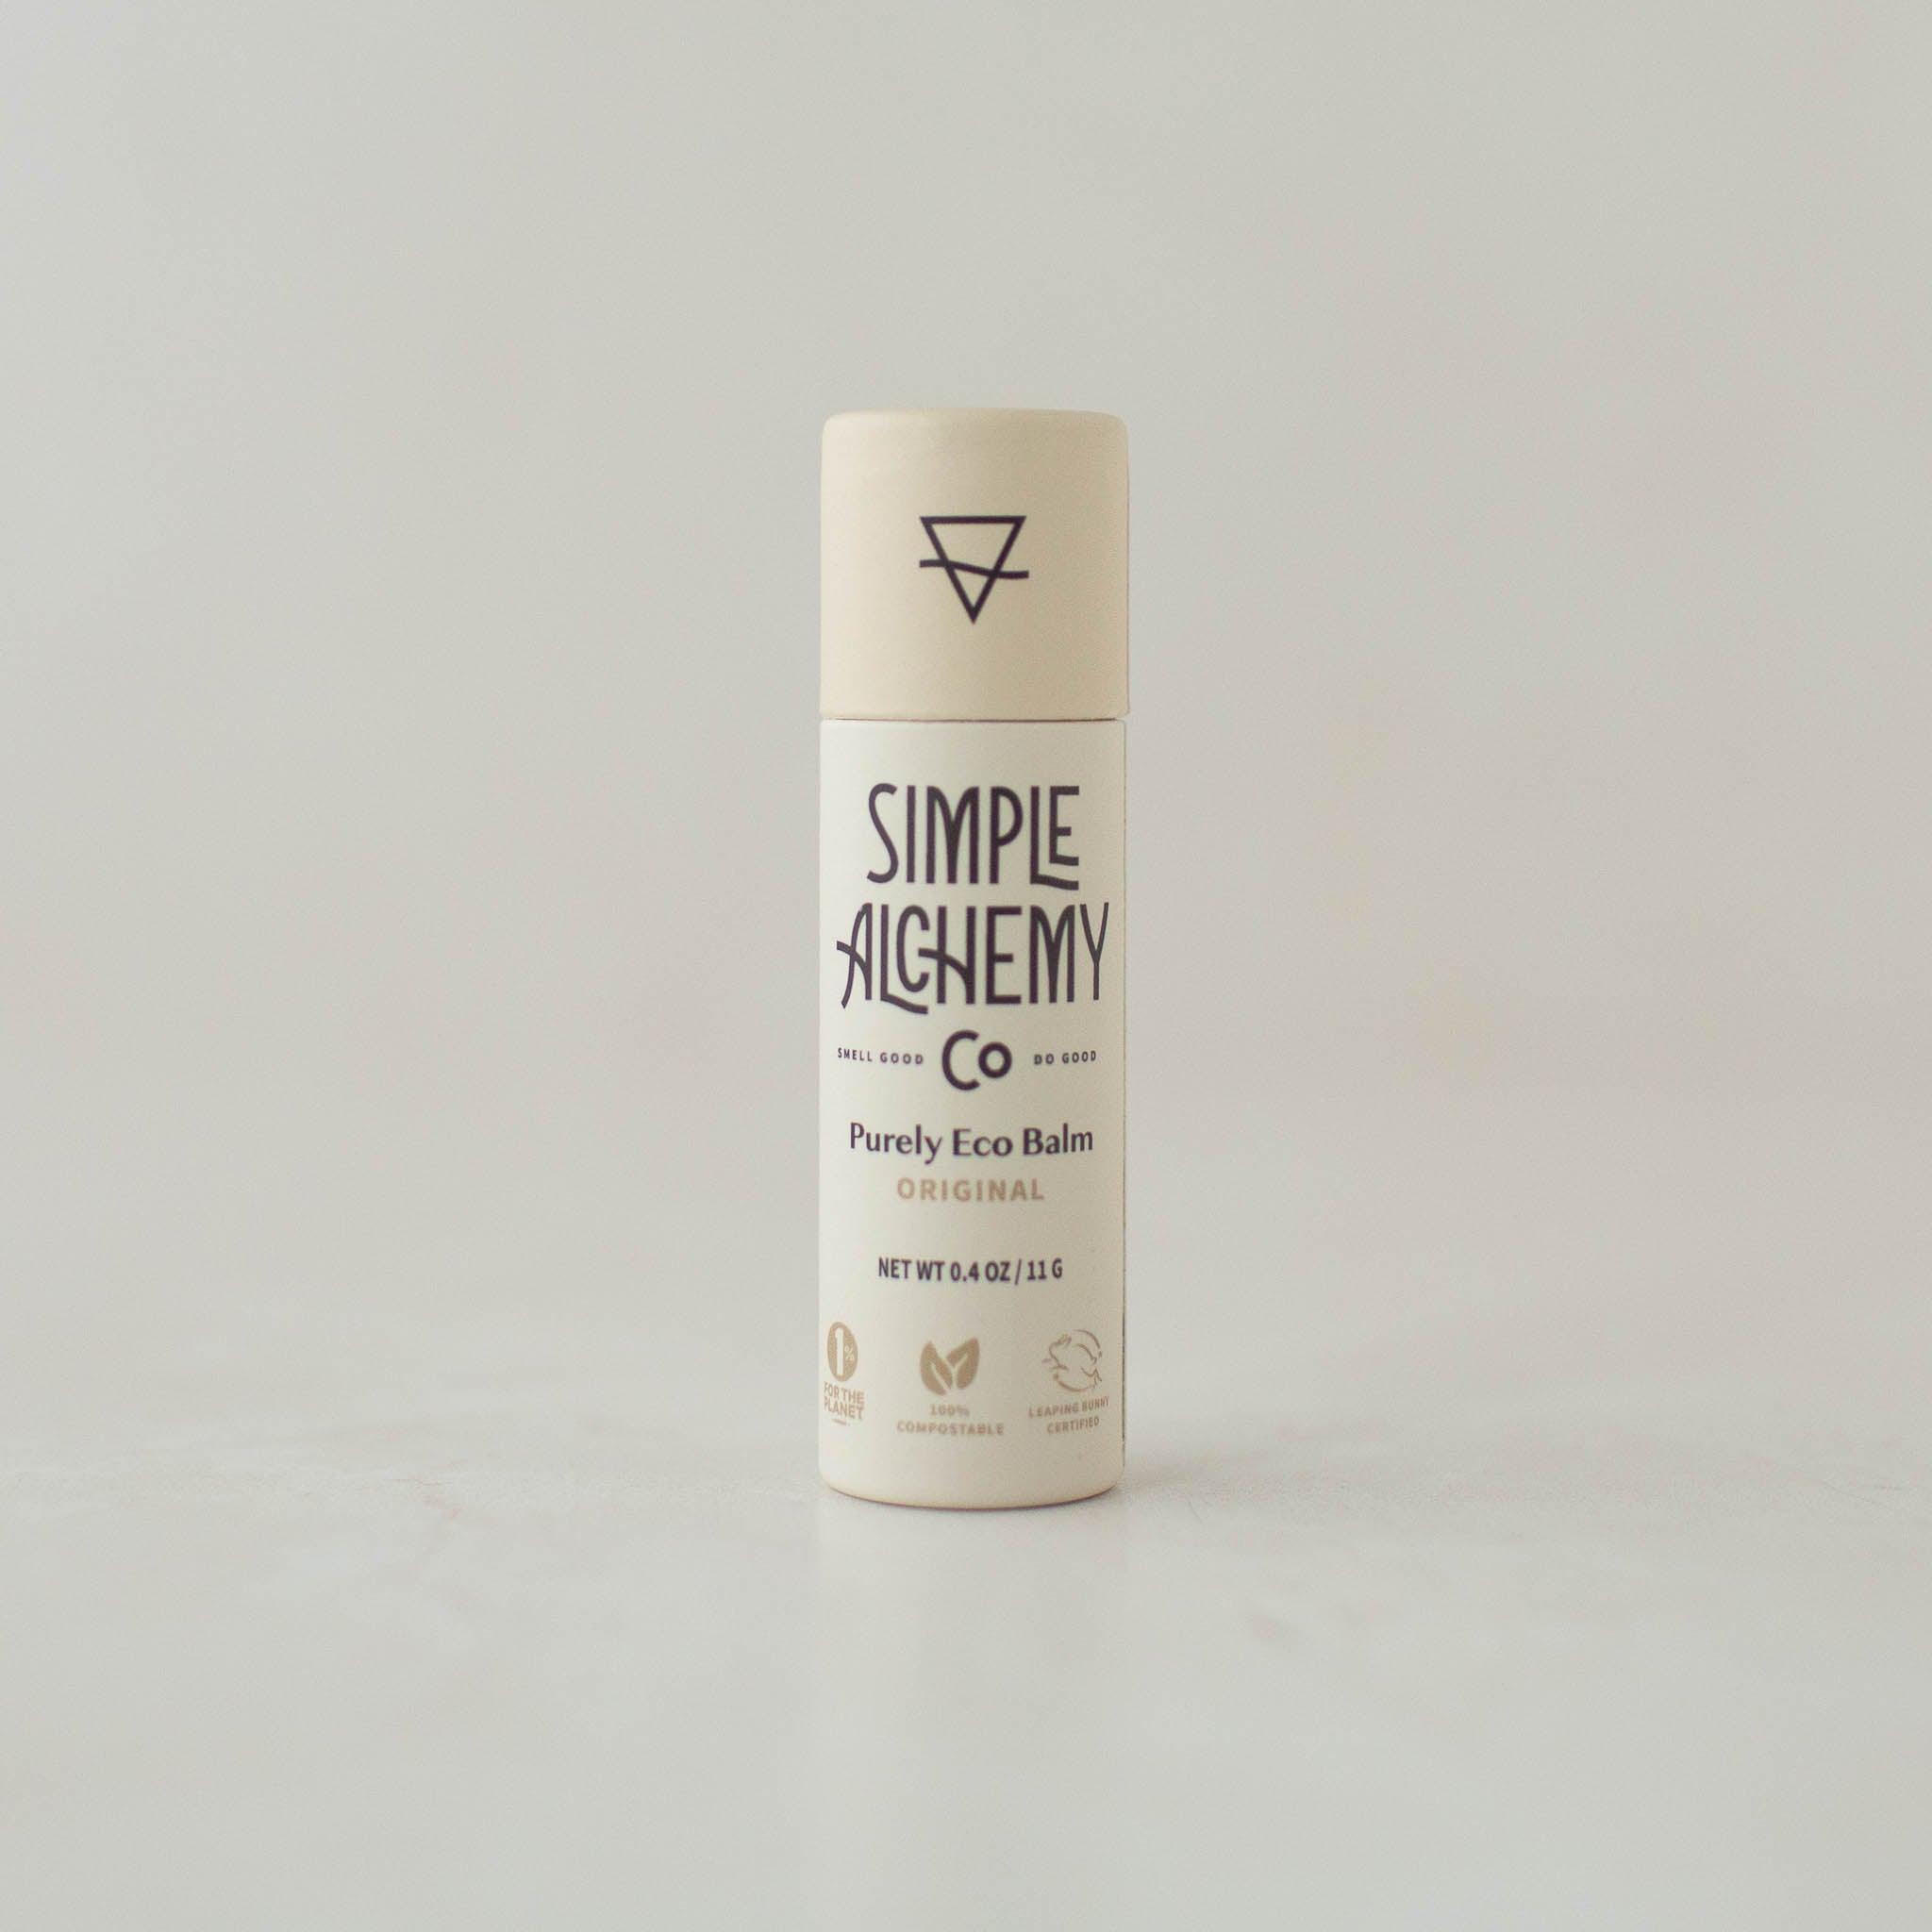 SIMPLE
ALCHEMY
SMELL GOOD Co DO GOOD
Purely Eco Balm
ORIGINAL
NET WT 0.4 OZ / 11 G
1%
FOR THE
PLANET
100%
COMPOSTABLE
LEAPING BUNNY
CERTIFIED